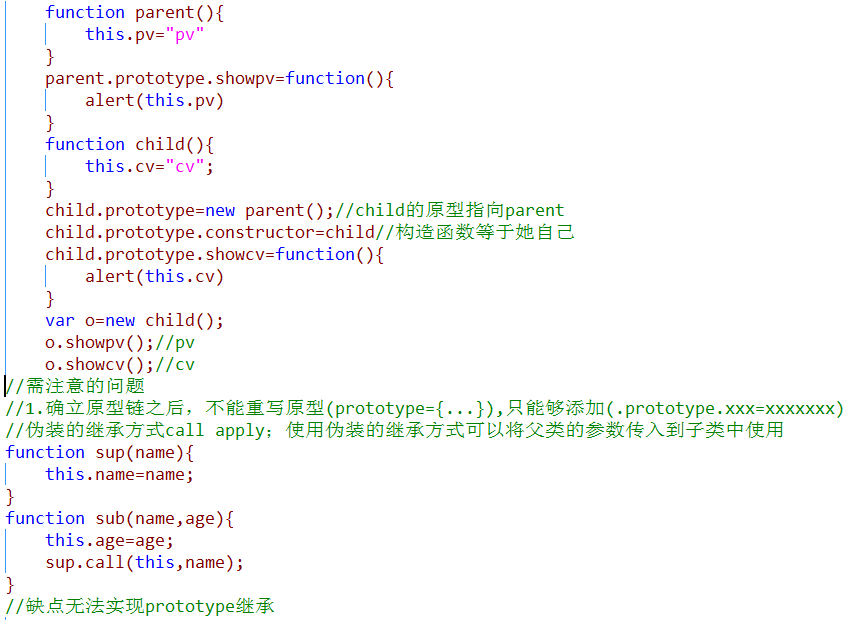 function parent(){
this.pv="pv"
}
parent.prototype.showpv=function(){
alert(this.pv)
}
function child(){
this.cv="cv";
}
child.prototype=new parent();//child的原型指向parent
child.prototype.constructor=child//构造函数等于她自己
child.prototype.showcv=function(){
alert(this.cv)
}
var o=new child();
o.showpv();//pv
o.showcv();//cv
//需注意的问题
//1.确立原型链之后，不能重写原型(prototype={...}),只能够添加(.prototype.xxx=xxxxxxx)
//伪装的继承方式call apply；使用伪装的继承方式可以将父类的参数传入到子类中使用
function sup(name){
this.name=name;
}
function sub(name,age){
this.age=age;
sup.call(this,name);
}
//缺点无法实现prototype继承